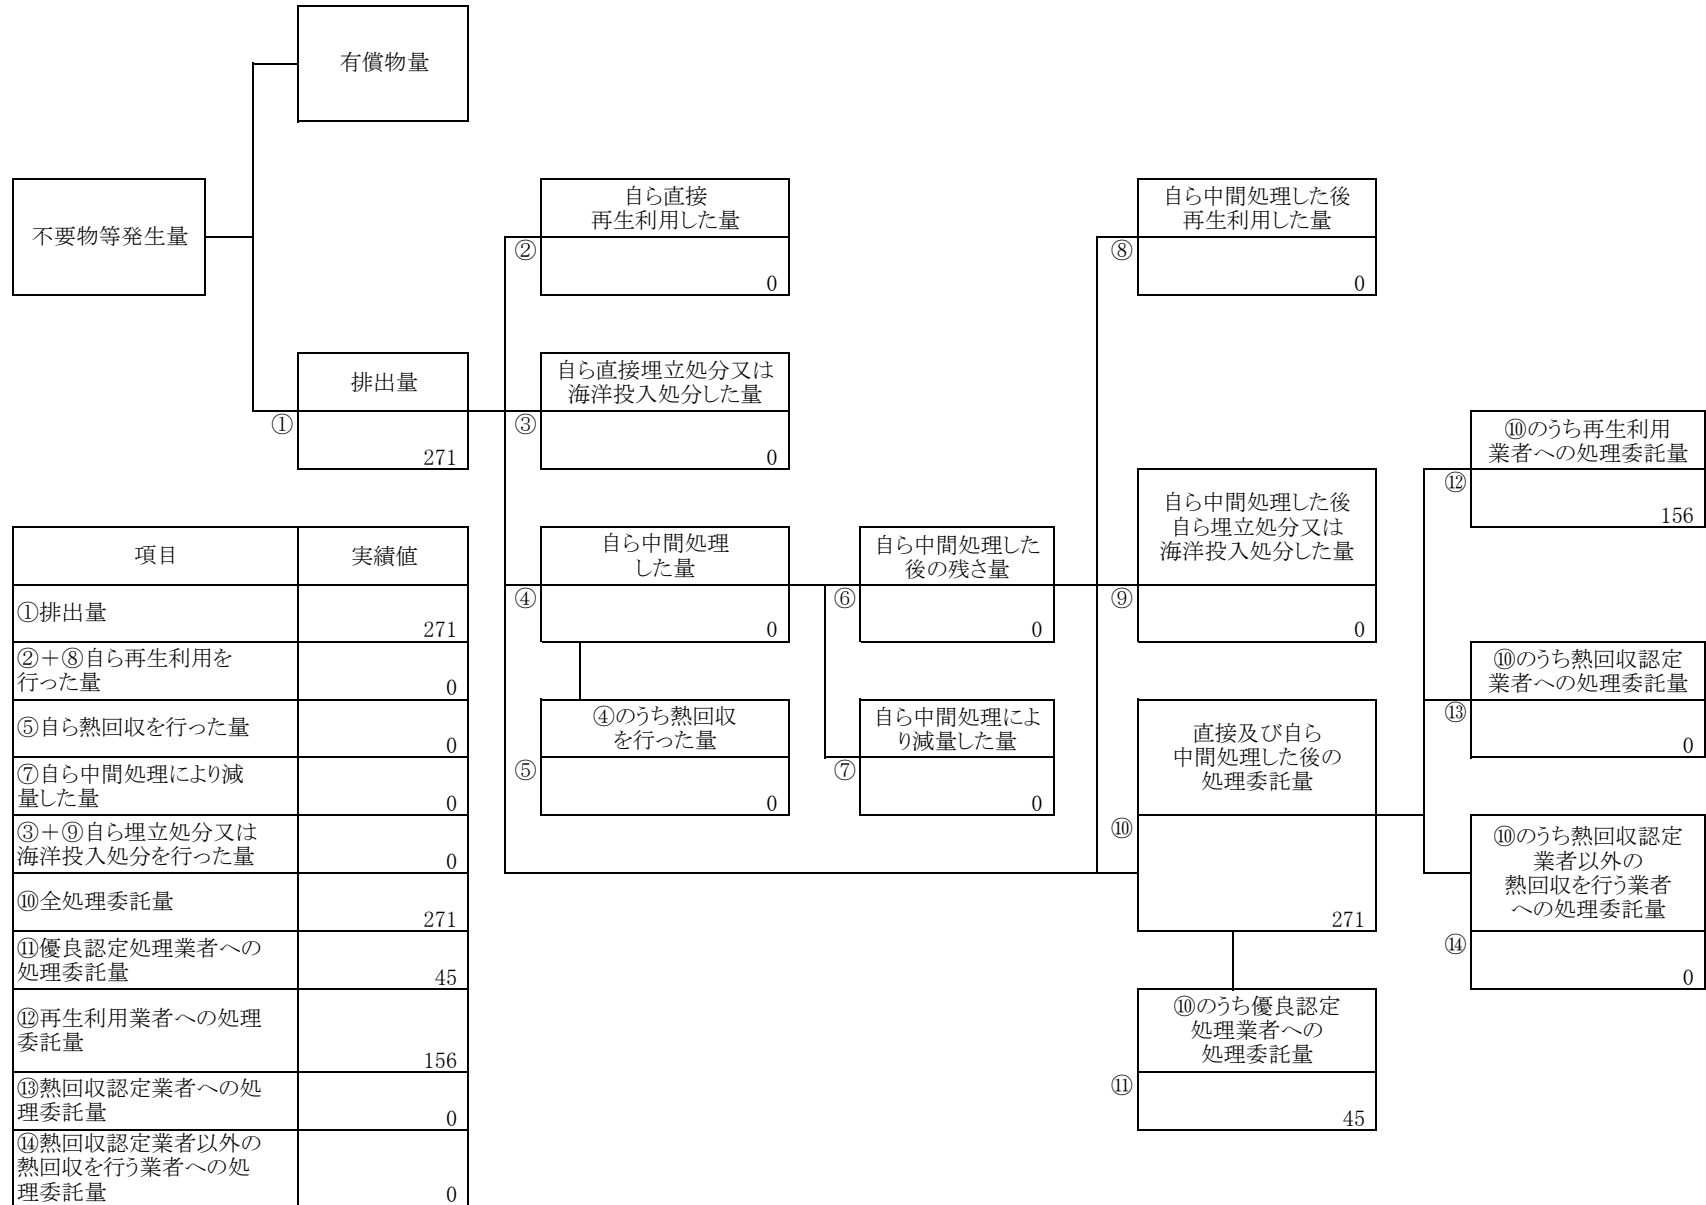 有償物量
不要物等発生量
自ら直接
再生利用した量
②
0
自ら中間処理した後
再生利用した量
⑧
0
排出量
①
271
自ら直接埋立処分又は
海洋投入処分した量
③
0
⑩のうち再生利用
業者への処理委託量
⑫
156
自ら中間処理
した量
④
0
自ら中間処理した
後の残さ量
⑥
0
自ら中間処理した後
自ら埋立処分又は
海洋投入処分した量
⑨
0
⑩のうち熱回収認定
業者への処理委託量
⑬
0
④のうち熱回収
を行った量
⑤
0
自ら中間処理によ
り減量した量
⑦
0
直接及び自ら
中間処理した後の
処理委託量
⑩
271
⑩のうち熱回収認定
業者以外の
熱回収を行う業者
への処理委託量
⑭
0
⑩のうち優良認定
処理業者への
処理委託量
⑪
45
項目 実績値
①排出量
271
②+⑧自ら再生利用を
行った量
0
⑤自ら熱回収を行った量
0
⑦自ら中間処理により減
量した量
0
③+⑨自ら埋立処分又は
海洋投入処分を行った量
0
⑩全処理委託量
271
⑪優良認定処理業者への
処理委託量
45
⑫再生利用業者への処理
委託量
156
⑬熱回収認定業者への処
理委託量
0
⑭熱回収認定業者以外の
熱回収を行う業者への処
理委託量
0